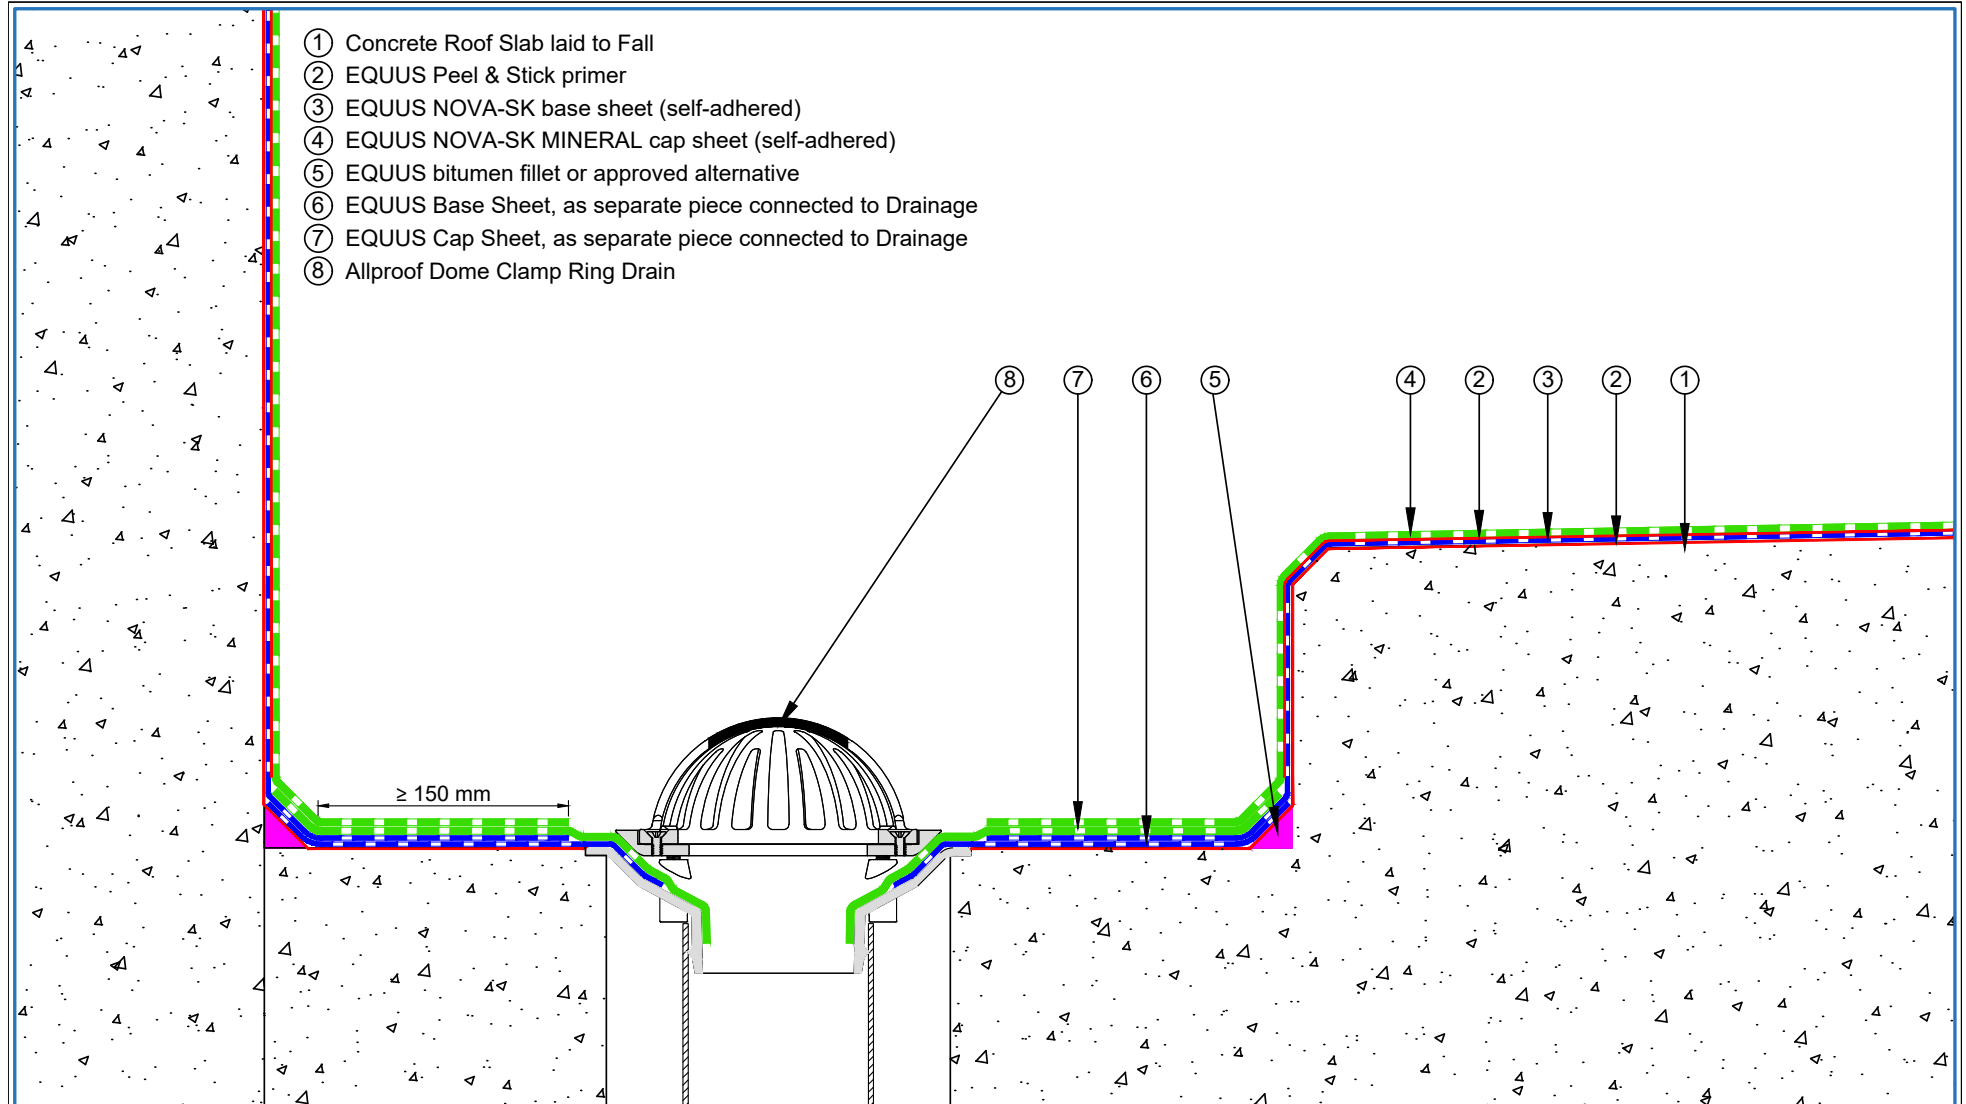 ① Concrete Roof Slab laid to Fall
② EQUUS Peel & Stick primer
③ EQUUS NOVA-SK base sheet (self-adhered)
④ EQUUS NOVA-SK MINERAL cap sheet (self-adhered)
⑤ EQUUS bitumen fillet or approved alternative
⑥ EQUUS Base Sheet, as separate piece connected to Drainage
⑦ EQUUS Cap Sheet, as separate piece connected to Drainage
⑧ Allproof Dome Clamp Ring Drain
⑧ ⑦ ⑥ ⑤ ④ ② ③ ② ①
≥ 150 mm